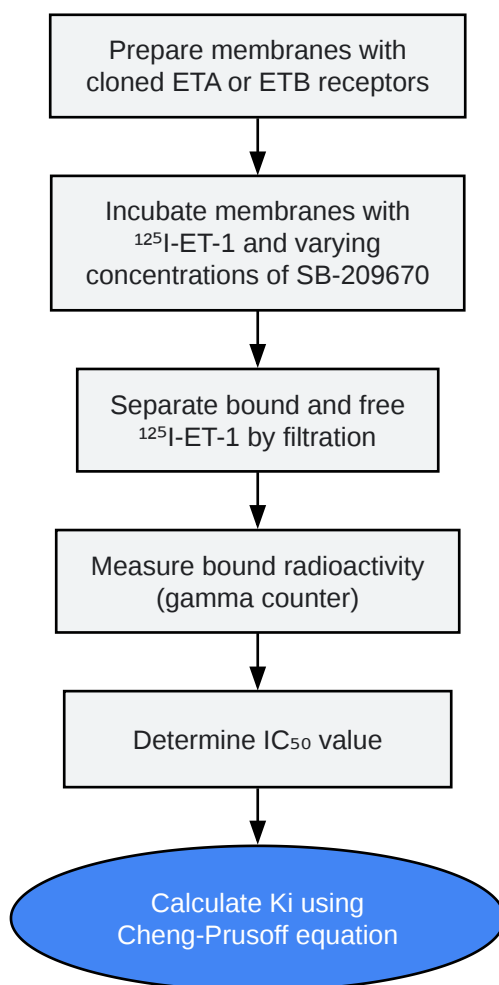 Prepare membranes with
cloned ETA or ETB receptors
Incubate membranes with
¹²⁵I-ET-1 and varying
concentrations of SB-209670
Separate bound and free
¹²⁵I-ET-1 by filtration
Measure bound radioactivity
(gamma counter)
Determine IC₅₀ value
Calculate Ki using
Cheng-Prusoff equation